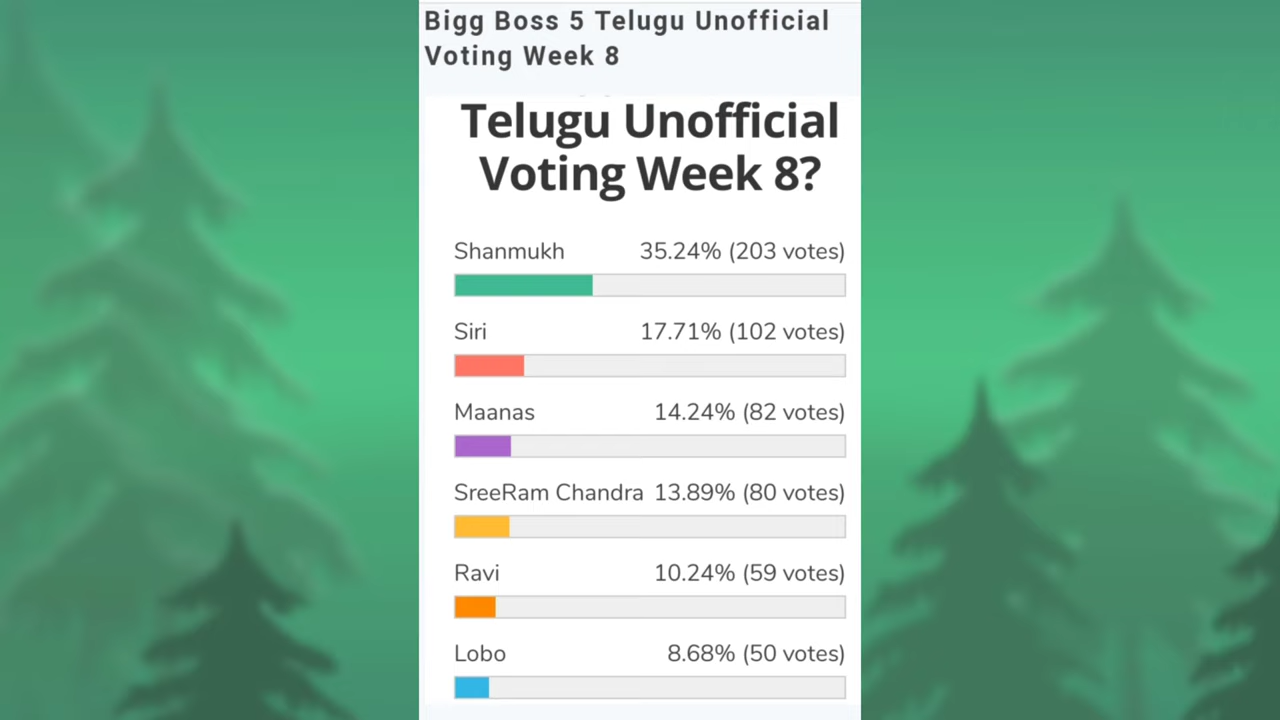 Bigg Boss 5 Telugu Unofficial
Voting Week 8
Telugu Unofficial
Voting Week 8?
Shanmukh 35.24% (203 votes)
Siri 17.71% (102 votes)
Maanas 14.24% (82 votes)
SreeRam Chandra 13.89% (80 votes)
Ravi 10.24% (59 votes)
Lobo 8.68% (50 votes)